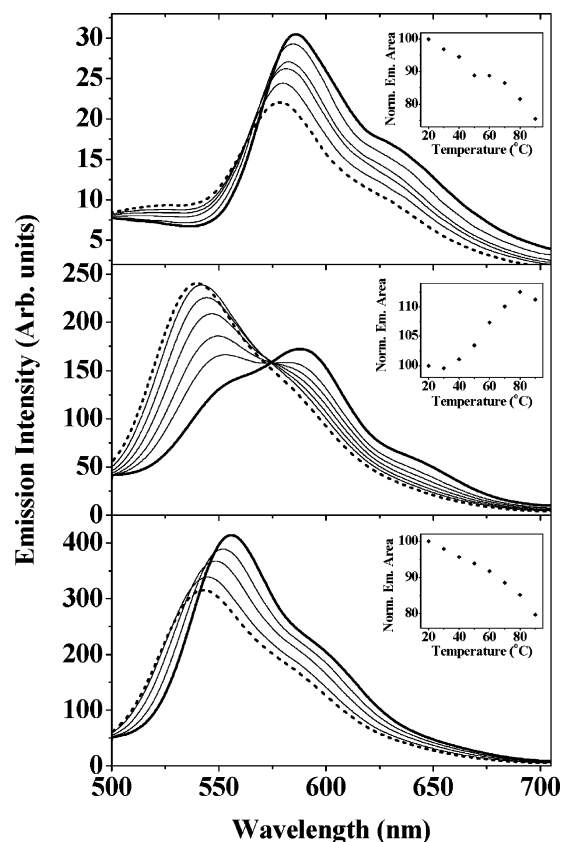 Emission Intensity (Arb. units)
30
25
20
15
10
5
Norm. Em. Area
100
90
80
20 40 60 80
Temperature (°C)
250
200
150
100
50
0
Norm. Em. Area
110
105
100
20 40 60 80
Temperature (°C)
400
300
200
100
0
Norm. Em. Area
100
90
80
20 40 60 80
Temperature (°C)
500 550 600 650 700
Wavelength (nm)